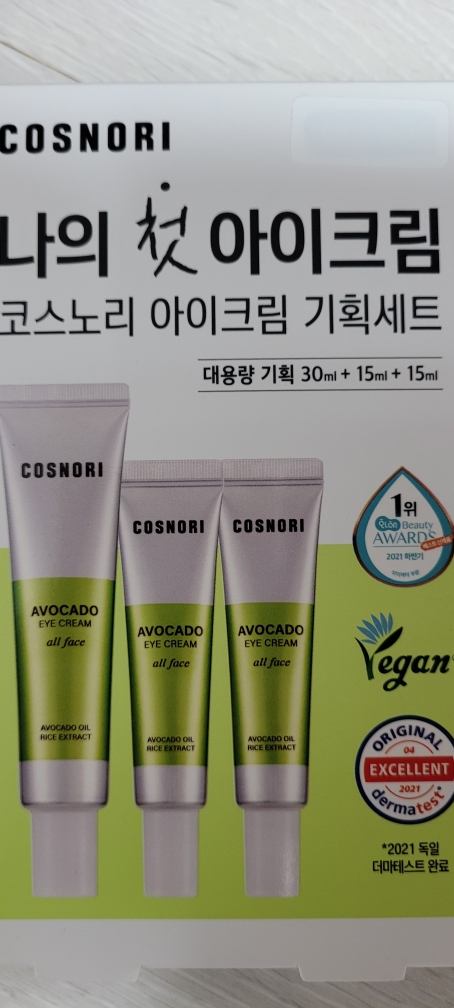 COSNORI
나의 첫 아이크림
코스노리 아이크림 기획세트
대용량 기획 30ml + 15ml + 15ml
COSNORI
AVOCADO
EYE CREAM
all face
AVOCADO OIL
RICE EXTRACT
COSNORI
AVOCADO
EYE CREAM
all face
AVOCADO OIL
RICE EXTRACT
COSNORI
AVOCADO
EYE CREAM
all face
AVOCADO OIL
RICE EXTRACT
1위
Beauty
AWARDS
2021 하반기
Vegan
ORIGINAL
04
EXCELLENT
2021
dermatest
*2021 독일
더마테스트 완료